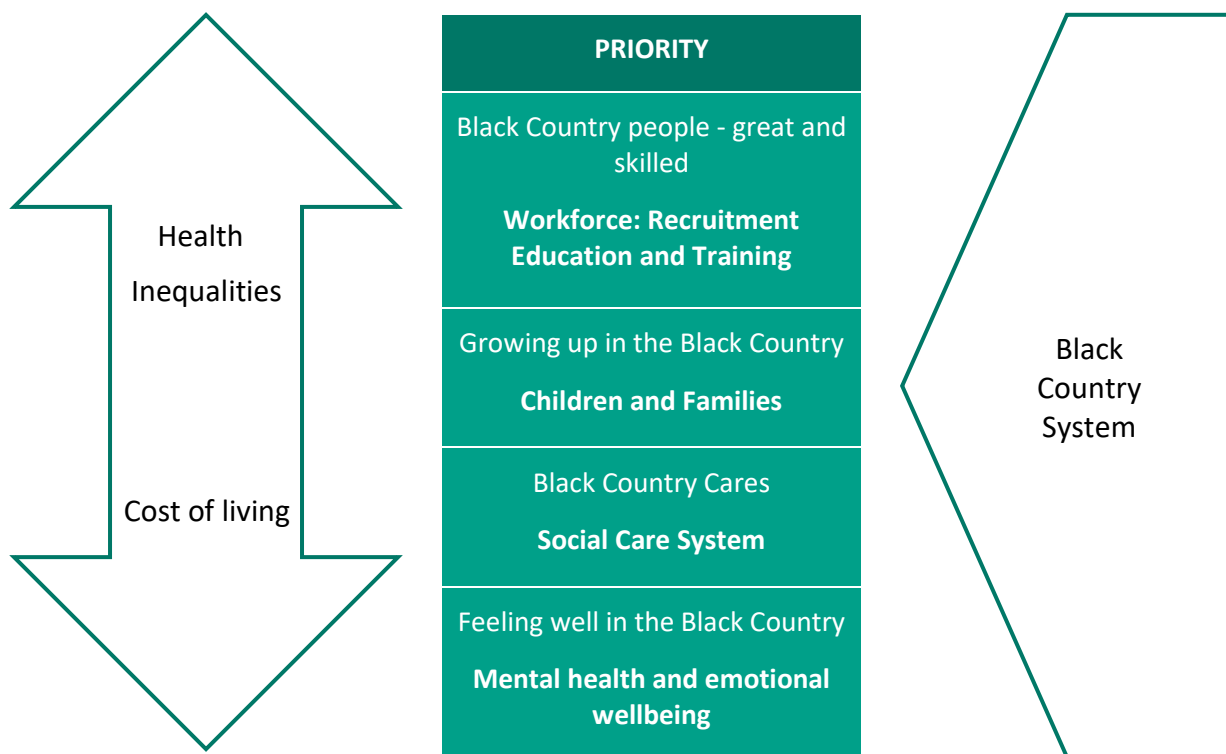 Health
Inequalities
Cost of living
PRIORITY
Black Country people - great and
skilled
Workforce: Recruitment
Education and Training
Growing up in the Black Country
Children and Families
Black Country Cares
Social Care System
Feeling well in the Black Country
Mental health and emotional
wellbeing
Black
Country
System